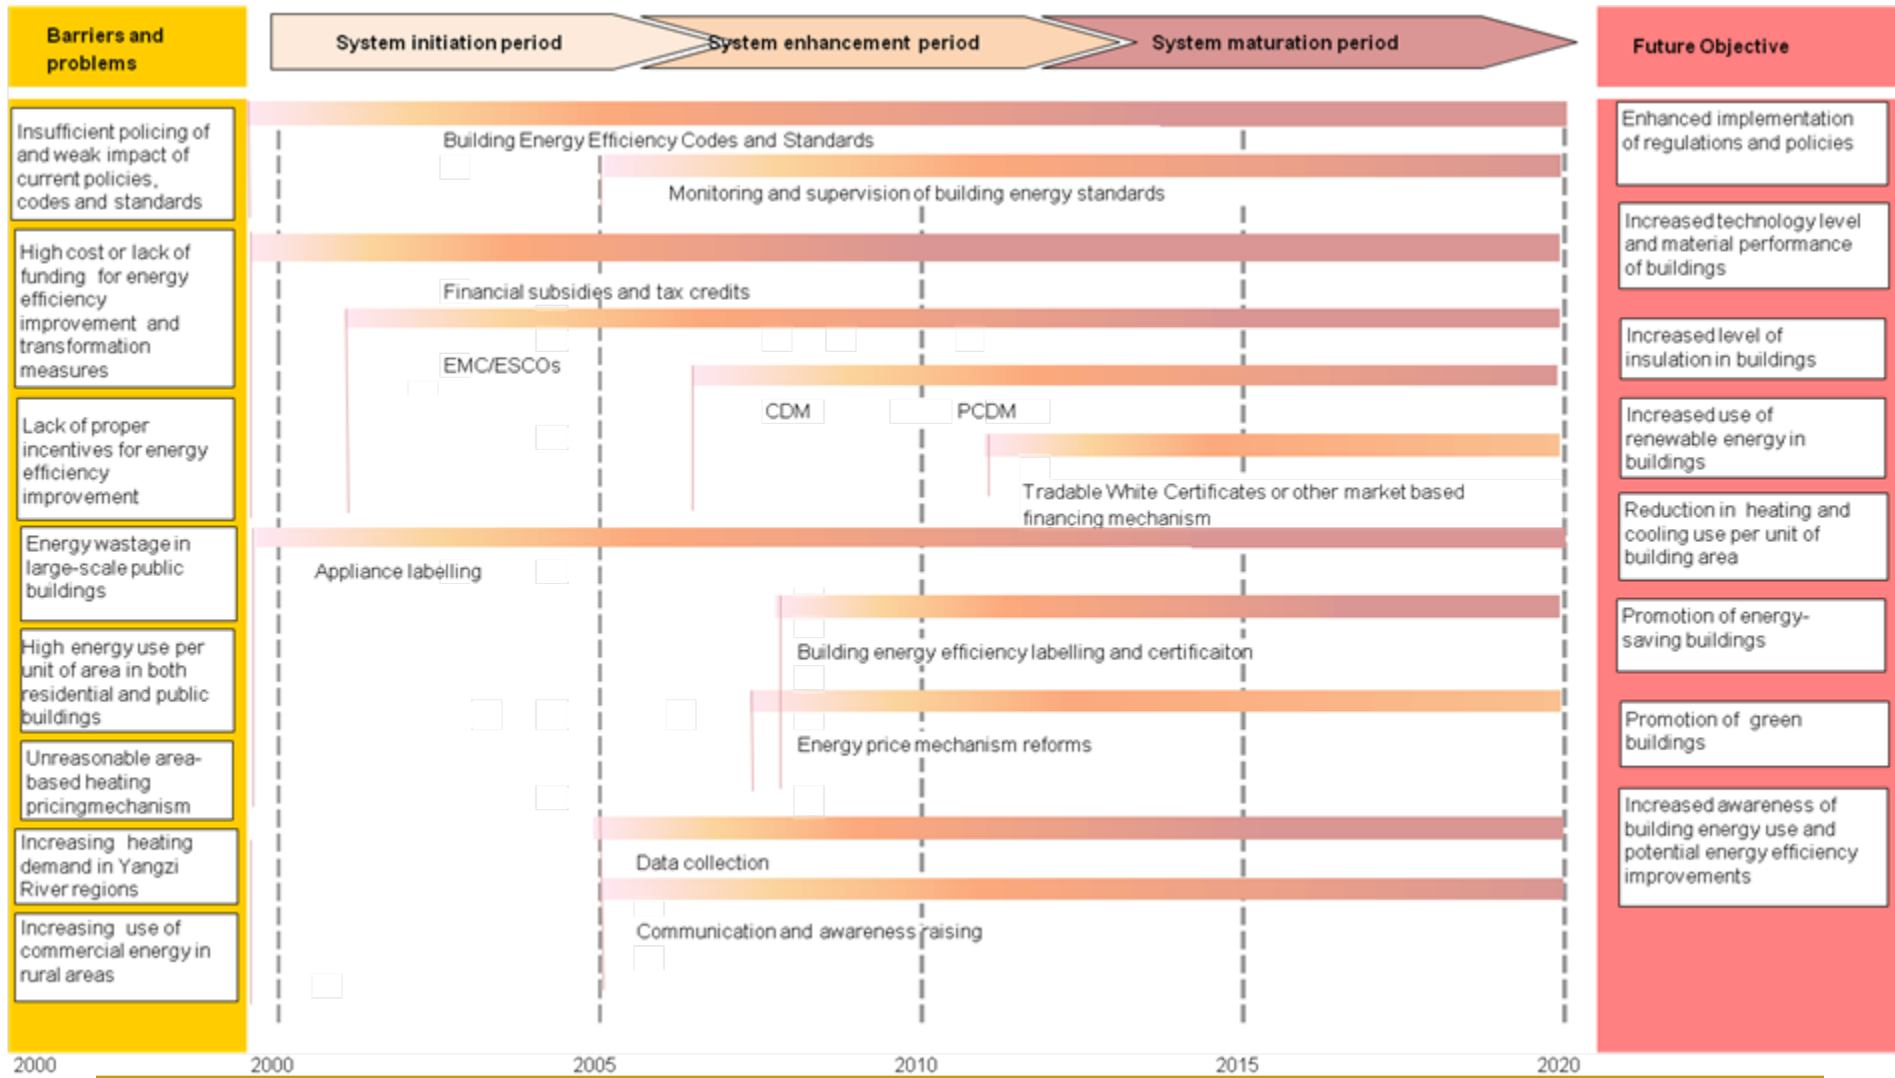 Barriers and
problems
System initiation period
System enhancement period
System maturation period
Future Objective
Insufficient policing of
and weak impact of
current policies,
codes and standards
High cost or lack of
funding for energy
efficiency
improvement and
transformation
measures
Lack of proper
incentives for energy
efficiency
improvement
Energy wastage in
large-scale public
buildings
High energy use per
unit of area in both
residential and public
buildings
Unreasonable area-
based heating
pricingmechanism
Increasing heating
demand in Yangzi
River regions
Increasing use of
commercial energy in
rural areas
Building Energy Efficiency Codes and Standards
Monitoring and supervision of building energy standards
Financial subsidies and tax credits
EMC/ESCOs
CDM
PCDM
Tradable White Certificates or other market based
financing mechanism
Appliance labelling
Building energy efficiency labelling and certificaiton
Energy price mechanism reforms
Data collection
Communication and awareness raising
Enhanced implementation
of regulations and policies
Increased technology level
and material performance
of buildings
Increased level of
insulation in buildings
Increased use of
renewable energy in
buildings
Reduction in heating and
cooling use per unit of
building area
Promotion of energy-
saving buildings
Promotion of green
buildings
Increased awareness of
building energy use and
potential energy efficiency
improvements
2000
2000
2005
2010
2015
2020